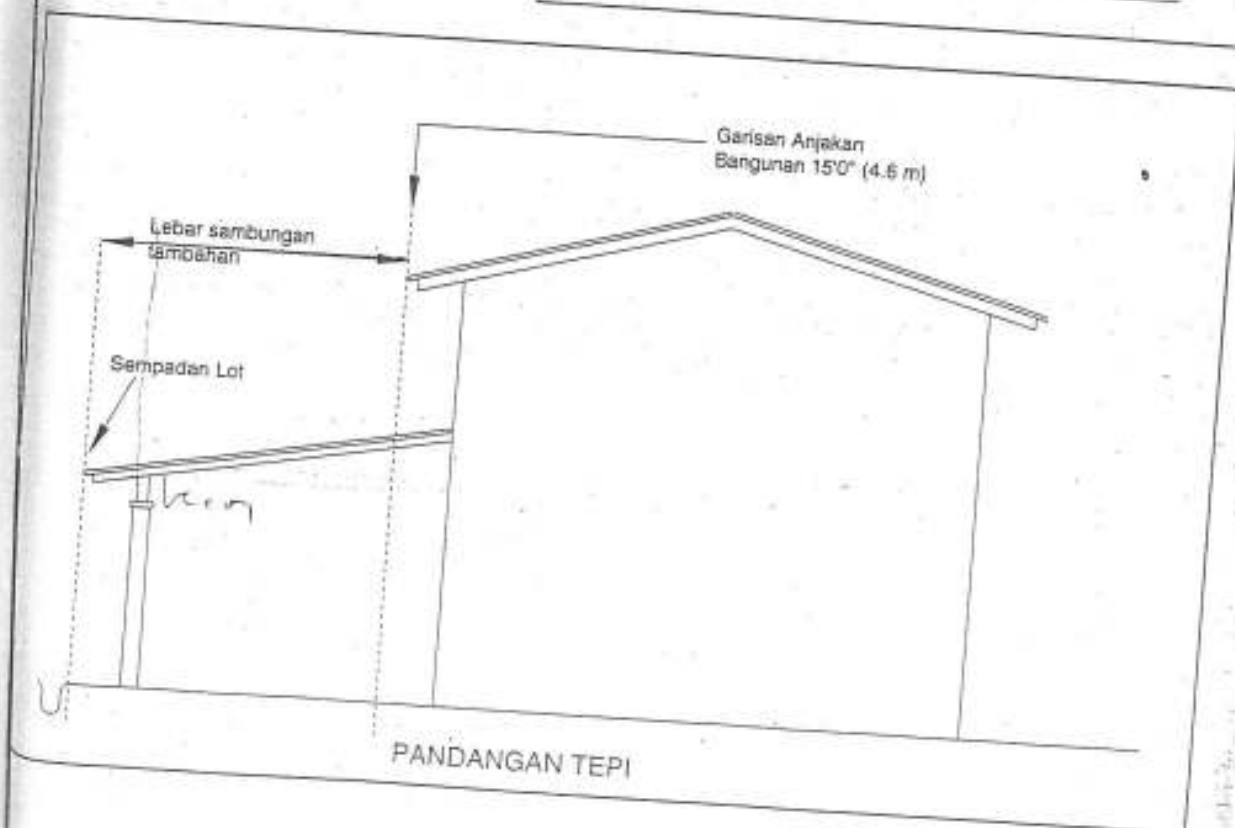 Garisan Anjakan
Bangunan 15'0" (4.6 m)
Lebar sambungan
tambahan
Sempadan Lot
PANDANGAN TEPI